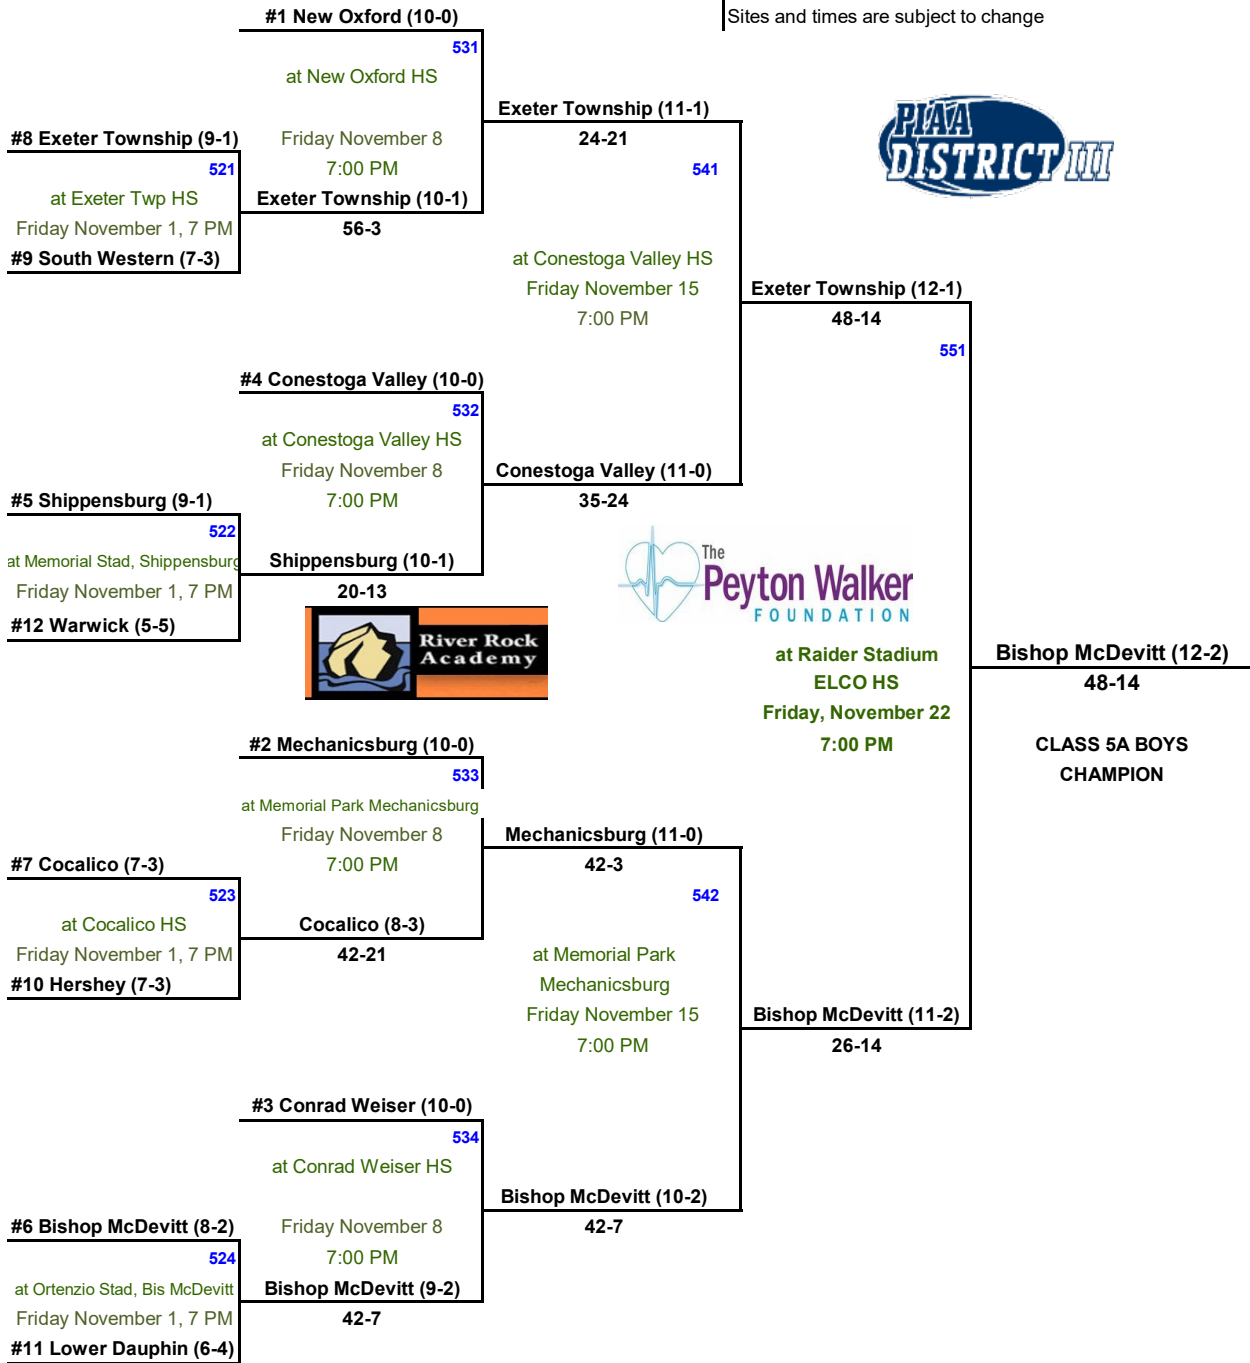 #1 New Oxford (10-0)
Sites and times are subject to change
531
at New Oxford HS
Exeter Township (11-1)
24-21
PIAA
DISTRICT III
#8 Exeter Township (9-1)
Friday November 8
521
7:00 PM
541
at Exeter Twp HS
Exeter Township (10-1)
Friday November 1, 7 PM
56-3
#9 South Western (7-3)
at Conestoga Valley HS
Friday November 15
Exeter Township (12-1)
7:00 PM
48-14
551
#4 Conestoga Valley (10-0)
532
at Conestoga Valley HS
Friday November 8
Conestoga Valley (11-0)
#5 Shippensburg (9-1)
7:00 PM
35-24
522
at Memorial Stad, Shippensburg
Shippensburg (10-1)
Friday November 1, 7 PM
20-13
#12 Warwick (5-5)
The
Peyton Walker
FOUNDATION
River Rock
Academy
at Raider Stadium
ELCO HS
Friday, November 22
7:00 PM
Bishop McDevitt (12-2)
48-14
CLASS 5A BOYS
CHAMPION
#2 Mechanicsburg (10-0)
533
at Memorial Park Mechanicsburg
Friday November 8
Mechanicsburg (11-0)
#7 Cocalico (7-3)
7:00 PM
42-3
523
542
at Cocalico HS
Cocalico (8-3)
Friday November 1, 7 PM
42-21
#10 Hershey (7-3)
at Memorial Park
Mechanicsburg
Friday November 15
Bishop McDevitt (11-2)
7:00 PM
26-14
#3 Conrad Weiser (10-0)
534
at Conrad Weiser HS
Bishop McDevitt (10-2)
42-7
#6 Bishop McDevitt (8-2)
Friday November 8
524
7:00 PM
at Ortenzio Stad, Bis McDevitt
Bishop McDevitt (9-2)
Friday November 1, 7 PM
42-7
#11 Lower Dauphin (6-4)